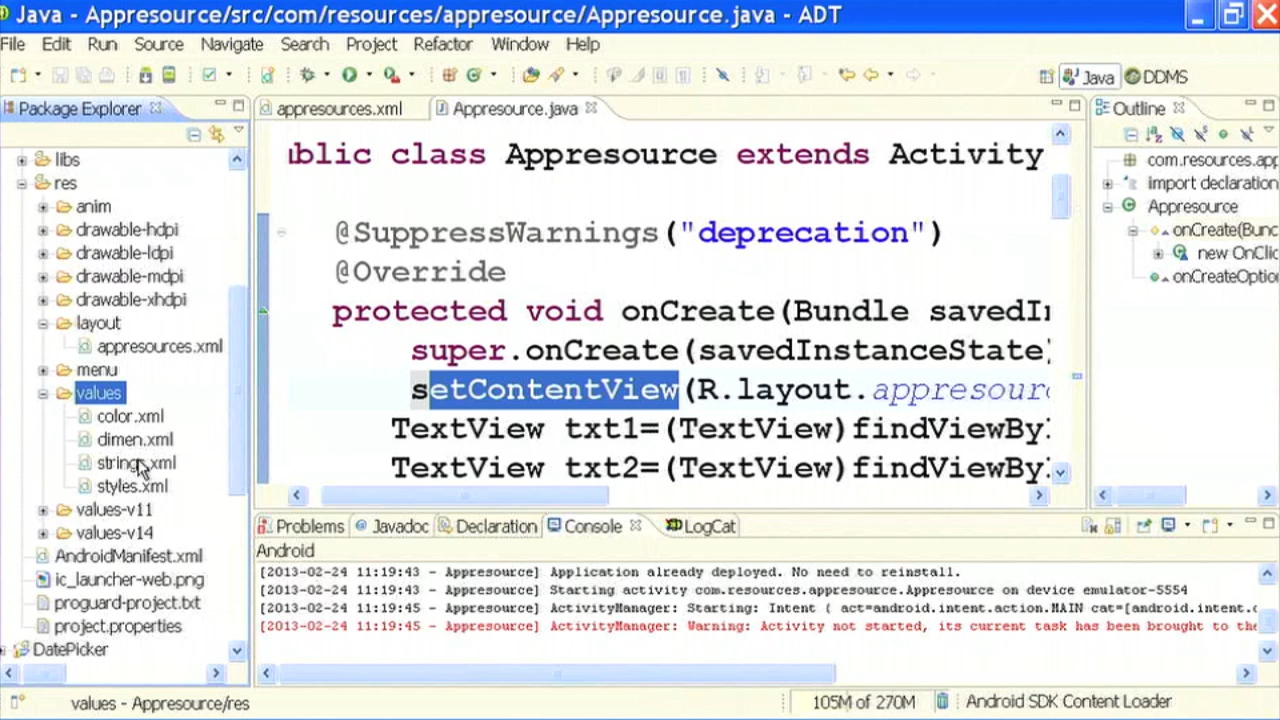 Java - Appresource/src/com/resources/appresource/Appresource.java - ADT
File Edit Run Source Navigate Search Project Refactor Window Help
Java DDMS
Package Explorer
appresources.xml Appresource.java
Outline
libs
res
anim
drawable-hdpi
drawable-ldpi
drawable-mdpi
drawable-xhdpi
layout
appresources.xml
menu
values
color.xml
dimen.xml
strings.xml
styles.xml
values-v11
values-v14
AndroidManifest.xml
ic_launcher-web.png
proguard-project.txt
project.properties
DatePicker
ublic class Appresource extends Activity
@SuppressWarnings("deprecation")
@Override
protected void onCreate(Bundle savedIn
super.onCreate(savedInstanceState)
setContentView(R.layout.appresourc
TextView txt1=(TextView)findViewBy
TextView txt2=(TextView)findViewBy
com.resources.app
import declaration
Appresource
onCreate(Bunc
new OnClic
onCreateOptio
Problems Javadoc Declaration Console LogCat
Android
[2013-02-24 11:19:43 - Appresource] Application already deployed. No need to reinstall.
[2013-02-24 11:19:43 - Appresource] Starting activity com.resources.appresource.Appresource on device emulator-5554
[2013-02-24 11:19:45 - Appresource] ActivityManager: Starting: Intent { act=android.intent.action.MAIN cat=[android.intent.c
[2013-02-24 11:19:45 - Appresource] ActivityManager: Warning: Activity not started, its current task has been brought to the
values - Appresource/res
105M of 270M
Android SDK Content Loader